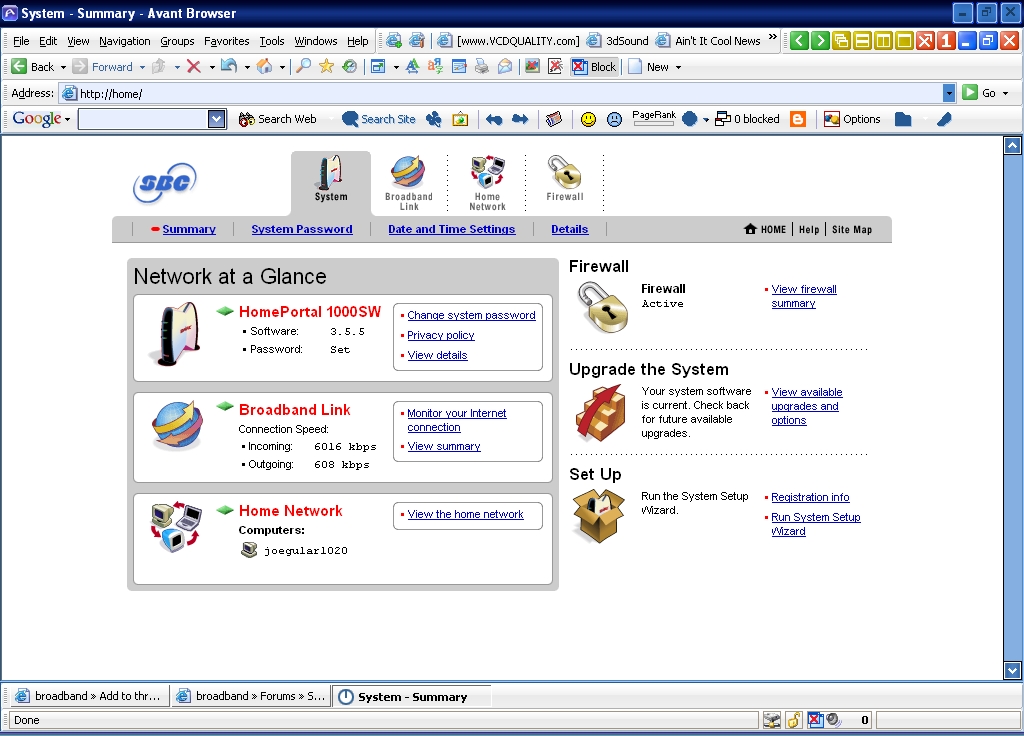 System - Summary - Avant Browser
File Edit View Navigation Groups Favorites Tools Windows Help [www.VCDQUALITY.com] 3dSound Ain't It Cool News » 1
Back Forward Block New
Address: http://home/ Go
Google Search Web Search Site PageRank 0 blocked Options
SBC
System
Broadband
Link
Home
Network
Firewall
Summary System Password Date and Time Settings Details HOME Help Site Map
Network at a Glance
HomePortal 1000SW
Software: 3.5.5
Password: Set
Change system password
Privacy policy
View details
Broadband Link
Connection Speed:
Incoming: 6016 kbps
Outgoing: 608 kbps
Monitor your Internet
connection
View summary
Home Network
Computers:
joegular1020
View the home network
Firewall
Firewall
Active
View firewall
summary
Upgrade the System
Your system software
is current. Check back
for future available
upgrades.
View available
upgrades and
options
Set Up
Run the System Setup
Wizard.
Registration info
Run System Setup
Wizard
broadband » Add to thr... broadband » Forums » S... System - Summary
Done 0